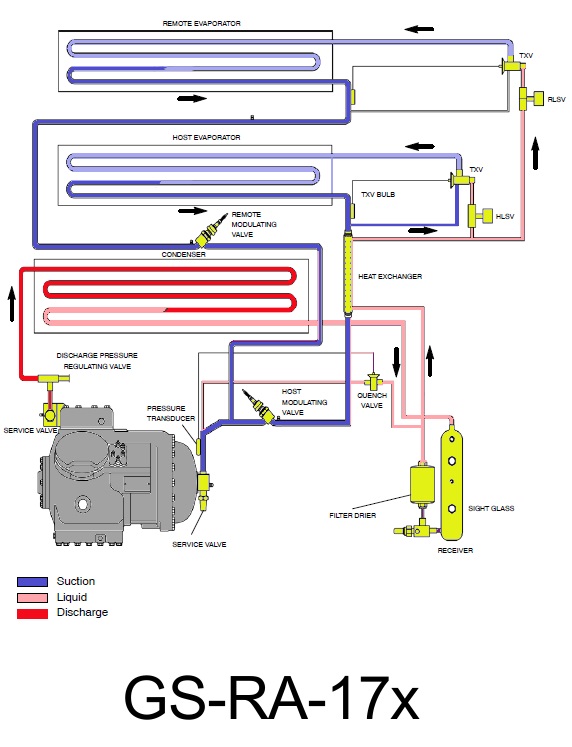 REMOTE EVAPORATOR
TXV
RLSV
HOST EVAPORATOR
TXV
TXV BULB
HLSV
REMOTE
MODULATING
VALVE
CONDENSER
HEAT EXCHANGER
DISCHARGE PRESSURE
REGULATING VALVE
HOST
MODULATING
VALVE
QUENCH
VALVE
PRESSURE
TRANSDUCER
SERVICE VALVE
SIGHT GLASS
FILTER DRIER
SERVICE VALVE
RECEIVER
Suction
Liquid
Discharge
GS-RA-17x